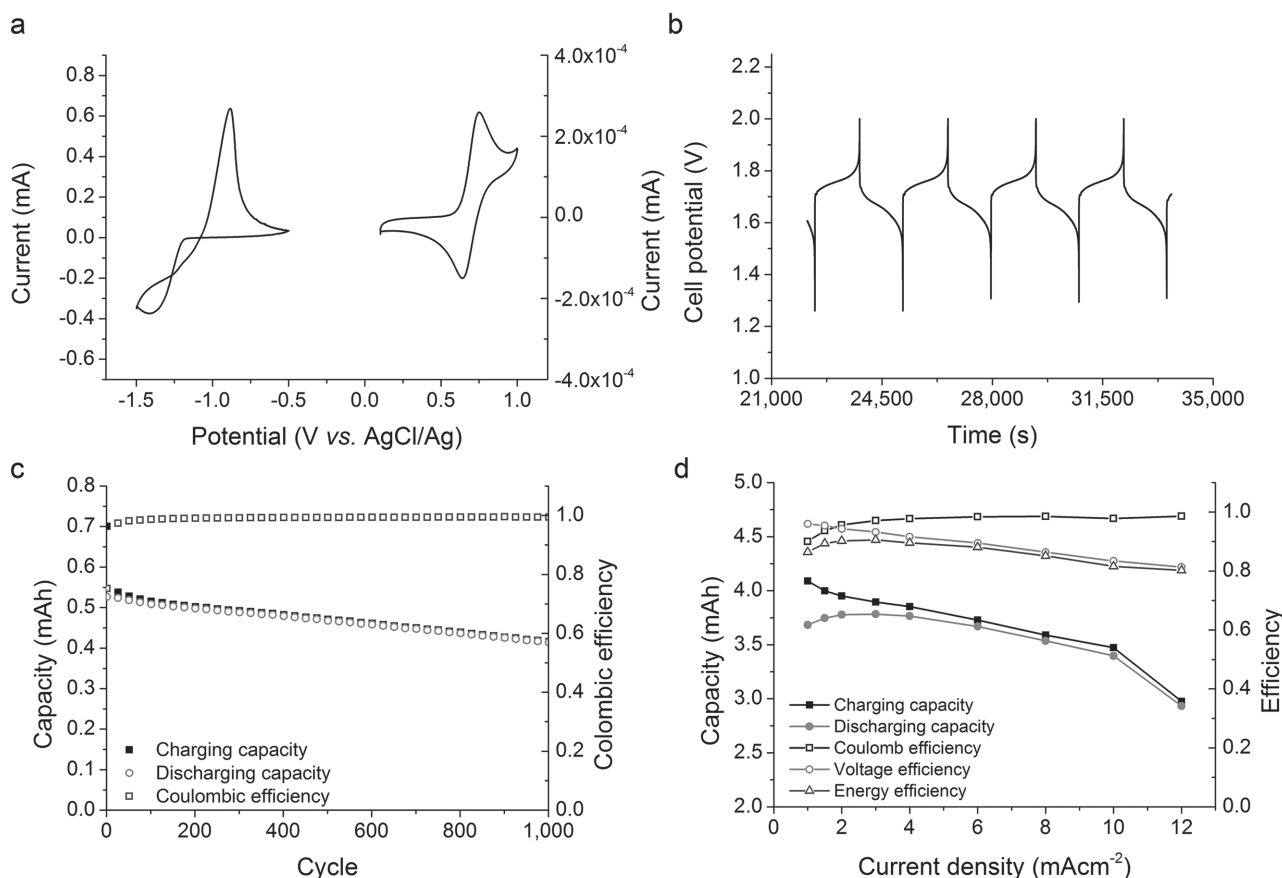 a
0.8
0.6
0.4
0.2
0.0
-0.2
-0.4
-0.6
Current (mA)
4.0x10-4
2.0x10-4
0.0
-2.0x10-4
-4.0x10-4
Current (mA)
-1.5
-1.0
-0.5
0.0
0.5
1.0
Potential (V vs. AgCl/Ag)
b
2.2
2.0
1.8
1.6
1.4
1.2
1.0
Cell potential (V)
21,000
24,500
28,000
31,500
35,000
Time (s)
c
0.8
0.7
0.6
0.5
0.4
0.3
0.2
0.1
0.0
Capacity (mAh)
1.0
0.8
0.6
0.4
0.2
0.0
Colombic efficiency
Charging capacity
Discharging capacity
Coulombic efficiency
0
200
400
600
800
1,000
Cycle
d
5.0
4.5
4.0
3.5
3.0
2.5
2.0
Capacity (mAh)
1.0
0.8
0.6
0.4
0.2
0.0
Efficiency
Charging capacity
Discharging capacity
Coulomb efficiency
Voltage efficiency
Energy efficiency
0
2
4
6
8
10
12
Current density (mAcm-2)